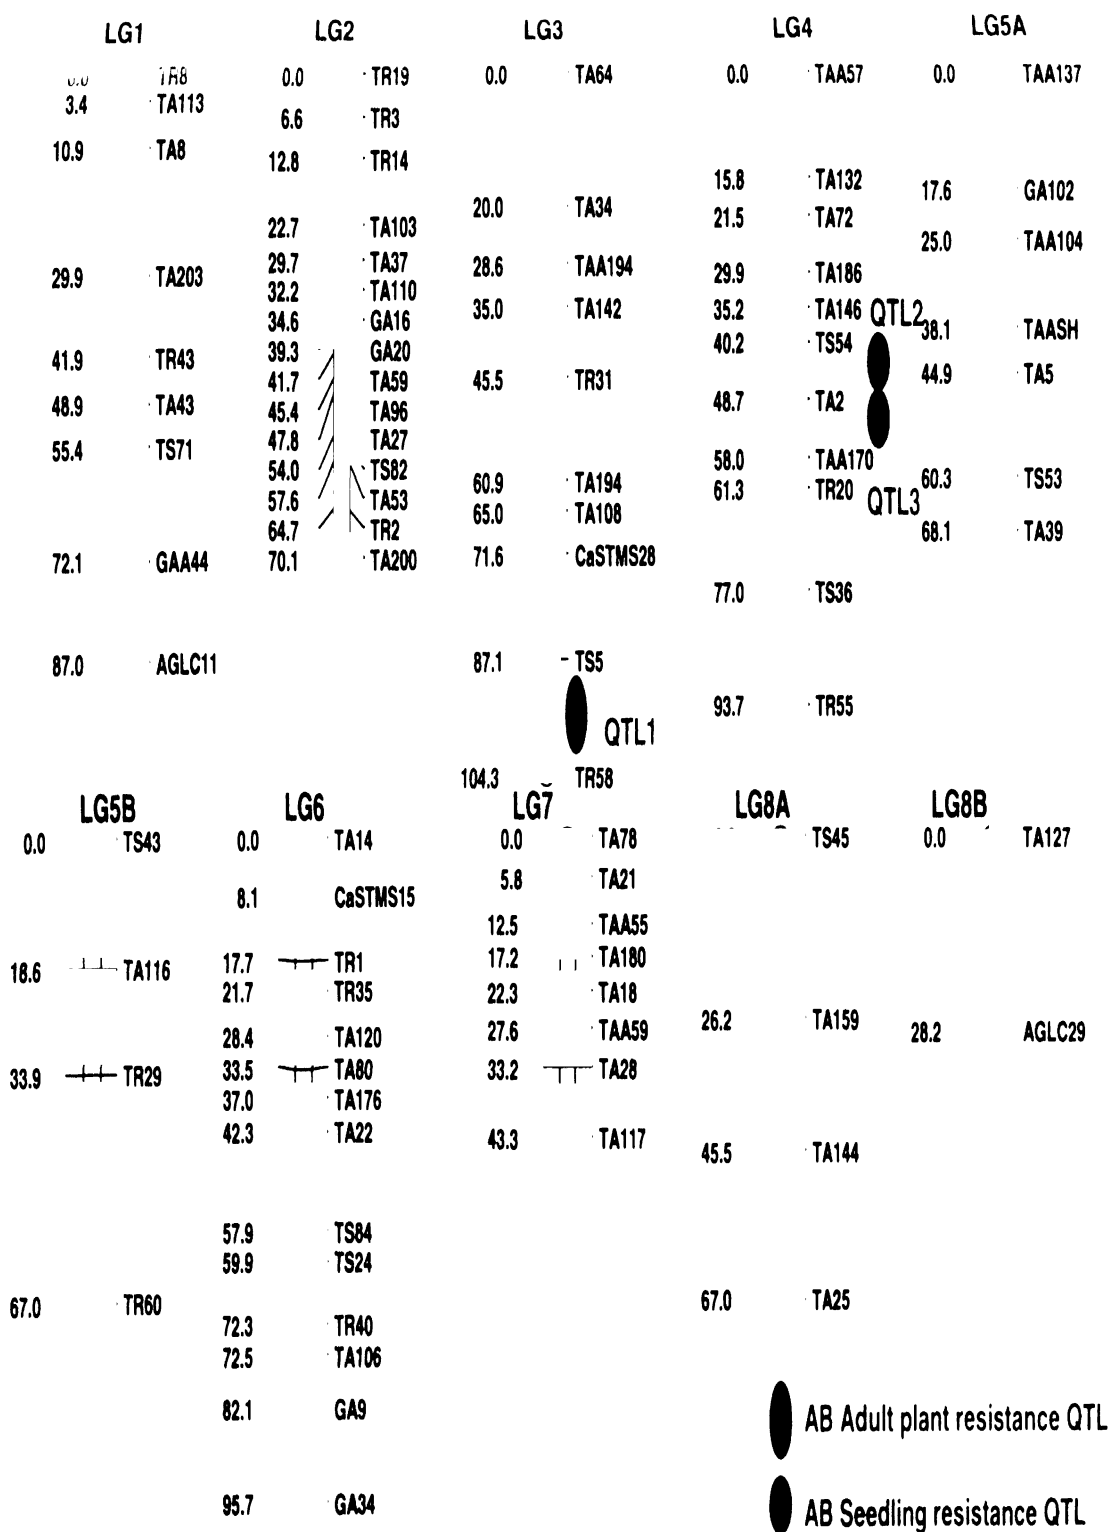 LG1
0.0 TR8
3.4 TA113
10.9 TA8
29.9 TA203
41.9 TR43
48.9 TA43
55.4 TS71
72.1 GAA44
87.0 AGLC11
LG2
0.0 TR19
6.6 TR3
12.8 TR14
22.7 TA103
29.7 TA37
32.2 TA110
34.6 GA16
39.3 GA20
41.7 TA59
45.4 TA96
47.8 TA27
54.0 TS82
57.6 TA53
64.7 TR2
70.1 TA200
LG3
0.0 TA64
20.0 TA34
28.6 TAA194
35.0 TA142
45.5 TR31
60.9 TA194
65.0 TA108
71.6 CaSTMS28
87.1 TS5
QTL1
104.3 TR58
LG4
0.0 TAA57
15.8 TA132
21.5 TA72
29.9 TA186
35.2 TA146
QTL2
40.2 TS54
48.7 TA2
58.0 TAA170
61.3 TR20
QTL3
77.0 TS36
93.7 TR55
LG5A
0.0 TAA137
17.6 GA102
25.0 TAA104
38.1 TAASH
44.9 TA5
60.3 TS53
68.1 TA39
LG5B
0.0 TS43
18.6 TA116
33.9 TR29
67.0 TR60
LG6
0.0 TA14
8.1 CaSTMS15
17.7 TR1
21.7 TR35
28.4 TA120
33.5 TA80
37.0 TA176
42.3 TA22
57.9 TS84
59.9 TS24
72.3 TR40
72.5 TA106
82.1 GA9
95.7 GA34
LG7
0.0 TA78
5.8 TA21
12.5 TAA55
17.2 TA180
22.3 TA18
27.6 TAA59
33.2 TA28
43.3 TA117
LG8A
TS45
26.2 TA159
45.5 TA144
67.0 TA25
LG8B
0.0 TA127
28.2 AGLC29
AB Adult plant resistance QTL
AB Seedling resistance QTL